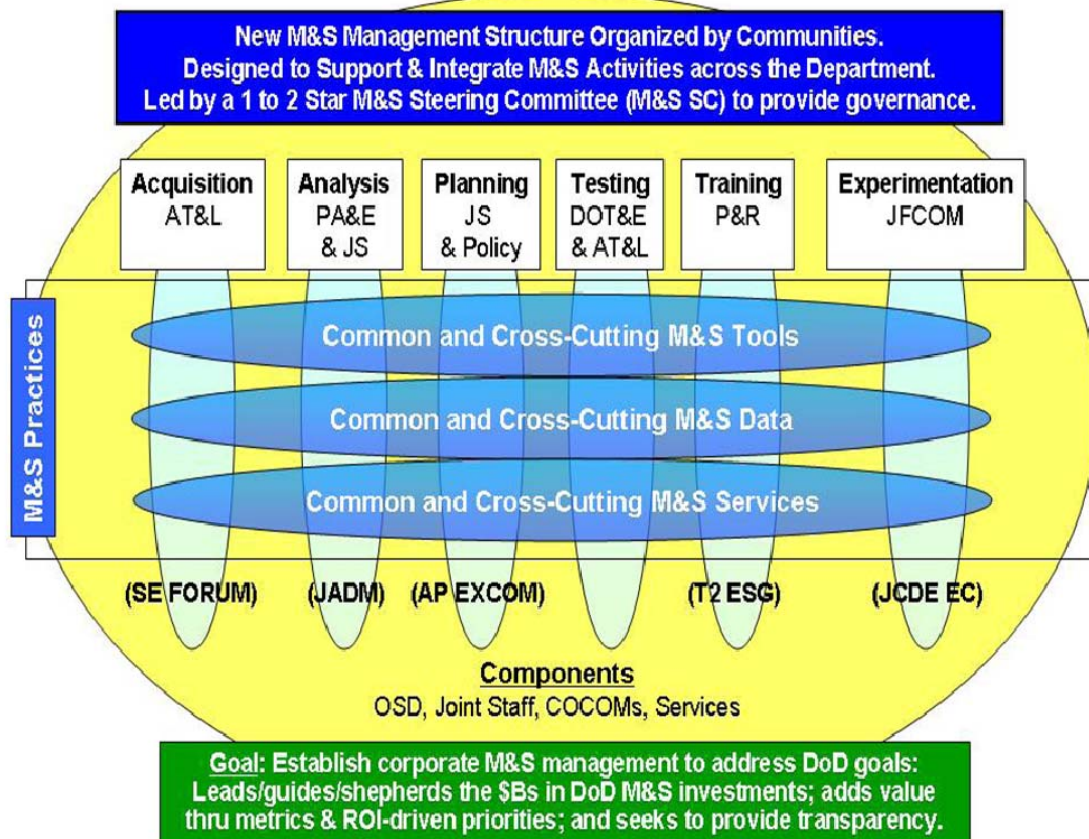 New M&S Management Structure Organized by Communities.
Designed to Support & Integrate M&S Activities across the Department.
Led by a 1 to 2 Star M&S Steering Committee (M&S SC) to provide governance.
Acquisition
AT&L
Analysis
PA&E
& JS
Planning
JS
& Policy
Testing
DOT&E
& AT&L
Training
P&R
Experimentation
JFCOM
M&S Practices
Common and Cross-Cutting M&S Tools
Common and Cross-Cutting M&S Data
Common and Cross-Cutting M&S Services
(SE FORUM)
(JADM)
(AP EXCOM)
(T2 ESG)
(JCDE EC)
Components
OSD, Joint Staff, COCOMs, Services
Goal: Establish corporate M&S management to address DoD goals:
Leads/guides/shepherds the $Bs in DoD M&S investments; adds value
thru metrics & ROI-driven priorities; and seeks to provide transparency.